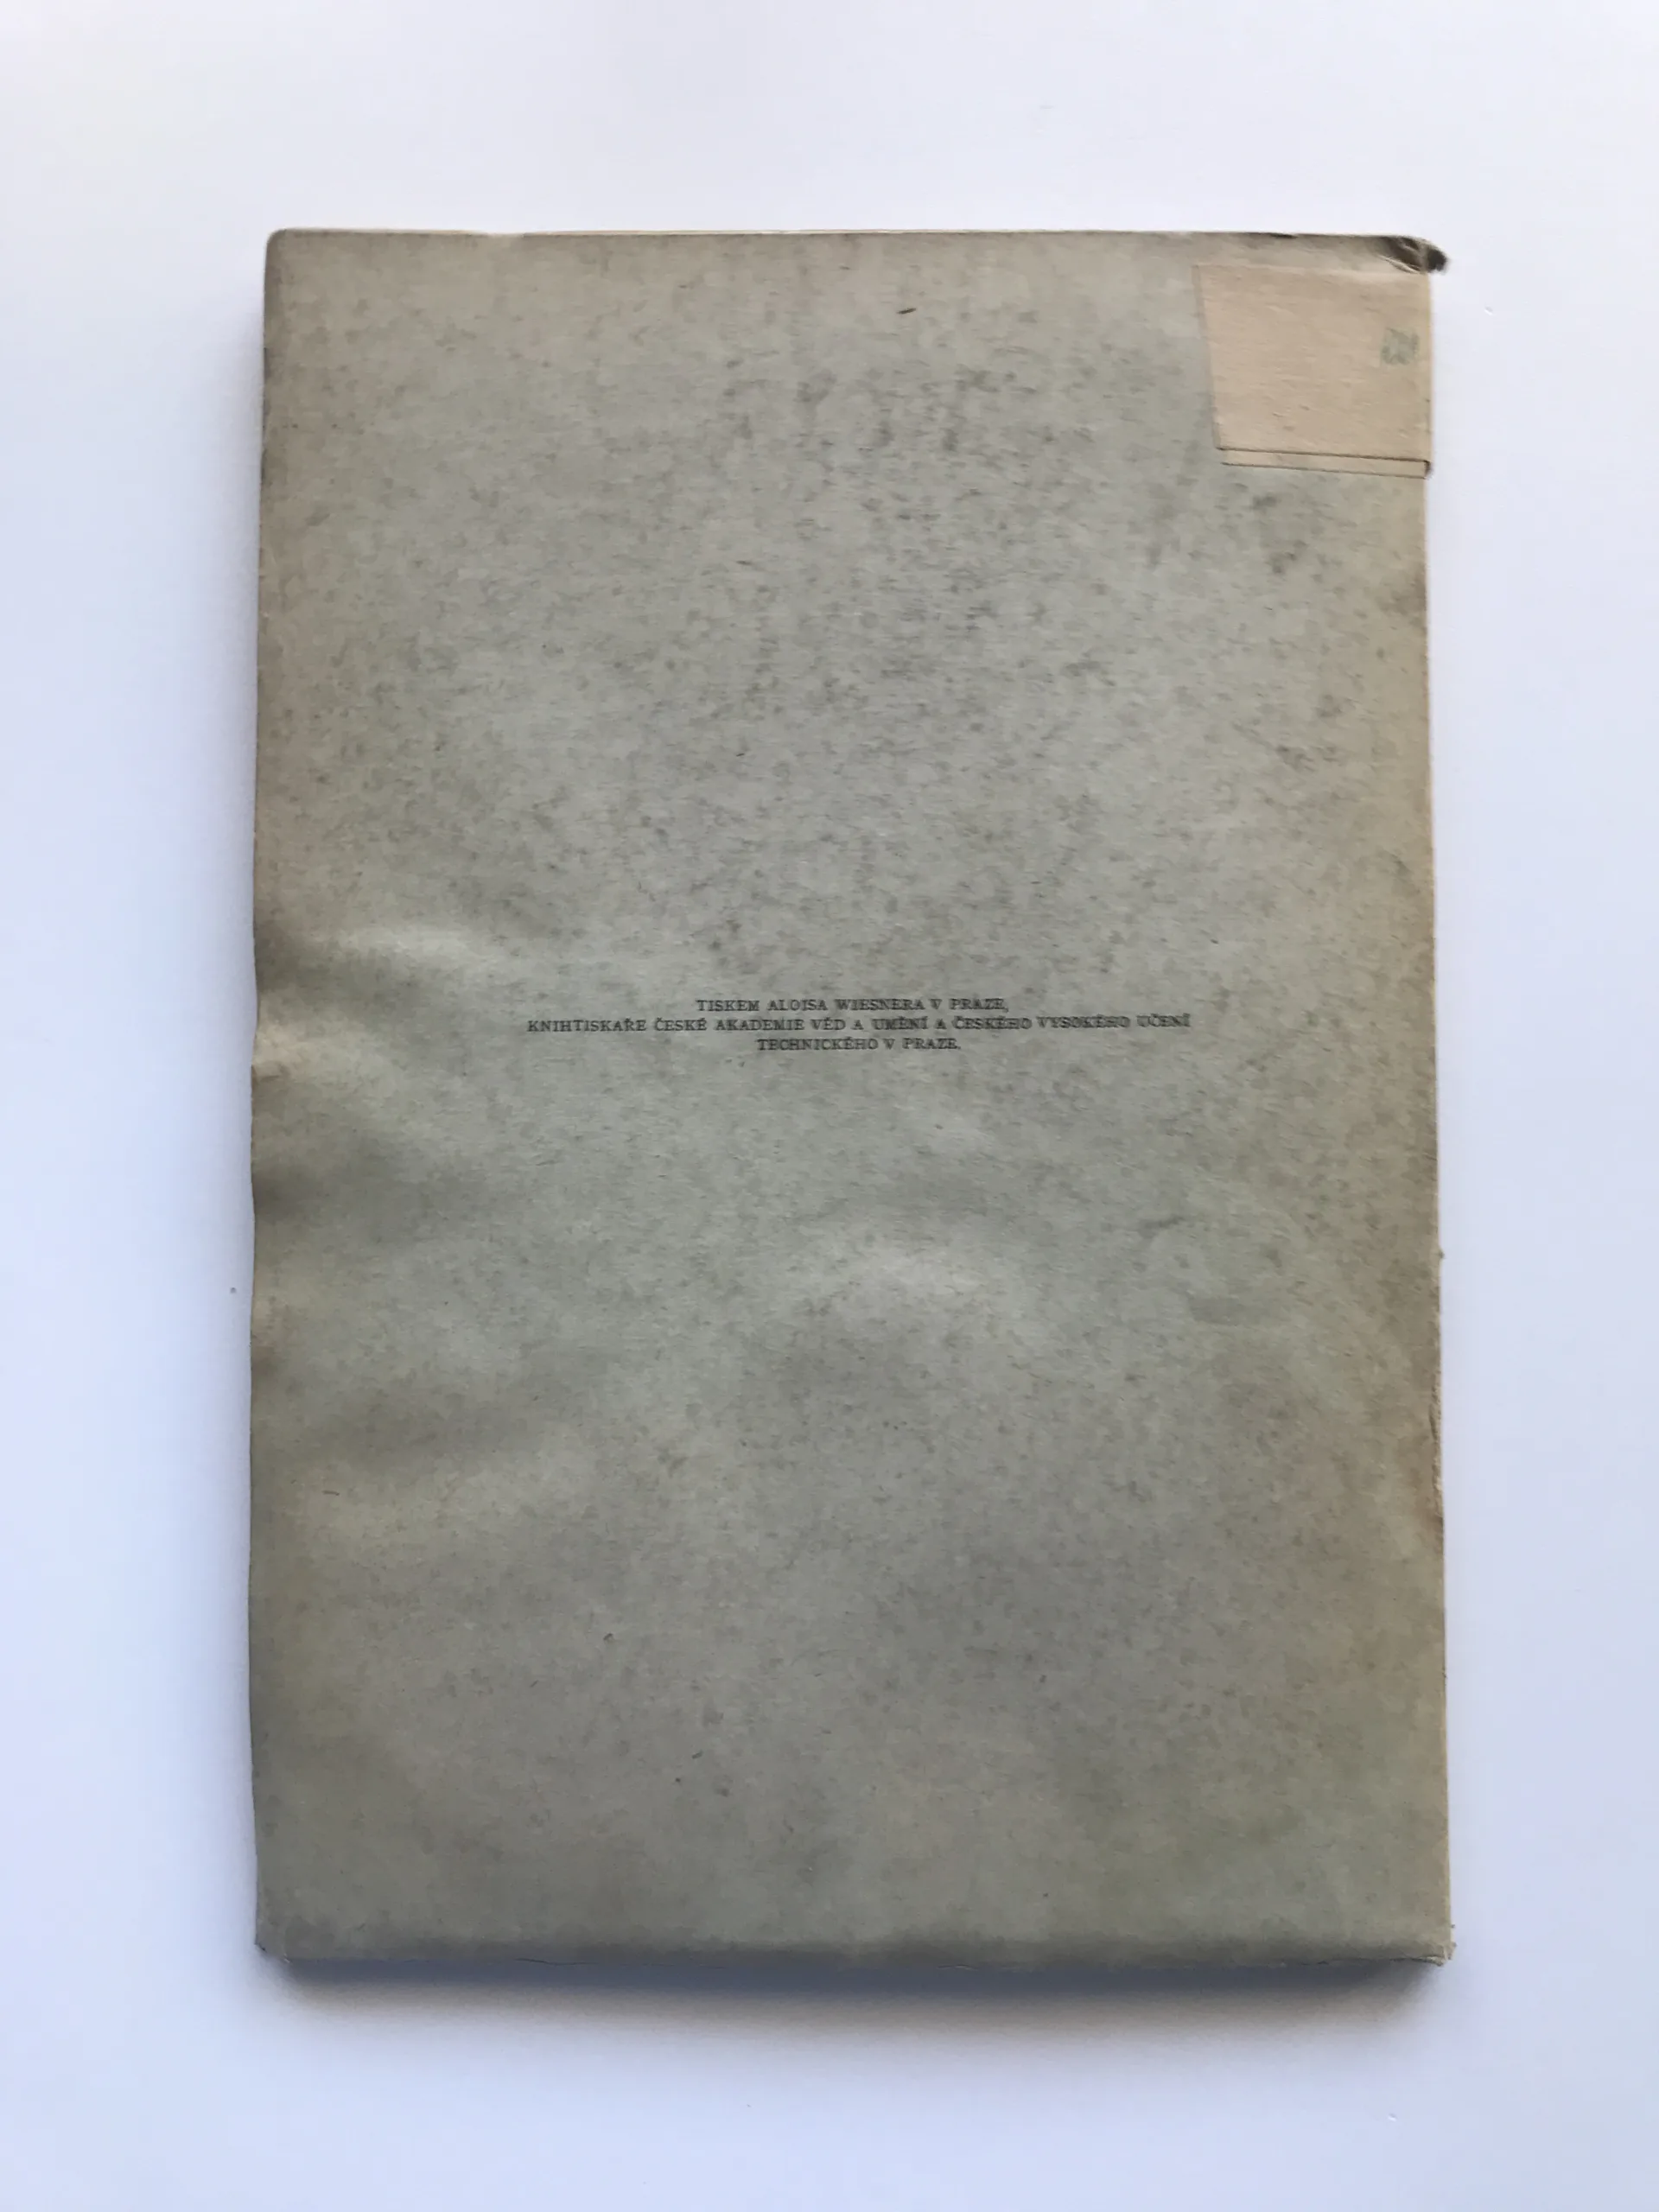 TISKEM ALOISA WIESNERA V PRAZE,
KNIHTISKAŘE ČESKÉ AKADEMIE VĚD A UMĚNÍ A ČESKÉHO VYSOKÉHO UČENÍ
TECHNICKÉHO V PRAZE.